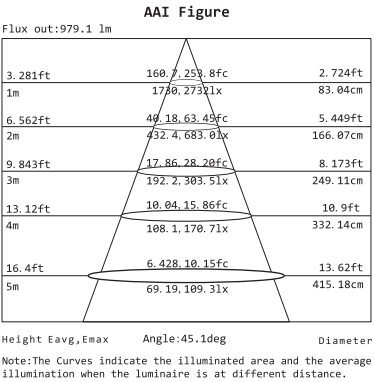 AAI Figure
Flux out:979.1 lm
3.281ft 160.7,253.8fc 2.724ft
1m 1730,2732lx 83.04cm
6.562ft 40.18,63.45fc 5.449ft
2m 432.4,683.0lx 166.07cm
9.843ft 17.86,28.20fc 8.173ft
3m 192.2,303.5lx 249.11cm
13.12ft 10.04,15.86fc 10.9ft
4m 108.1,170.7lx 332.14cm
16.4ft 6.428,10.15fc 13.62ft
5m 69.19,109.3lx 415.18cm
Height Eavg,Emax Angle:45.1deg Diameter
Note:The Curves indicate the illuminated area and the average
illumination when the luminaire is at different distance.